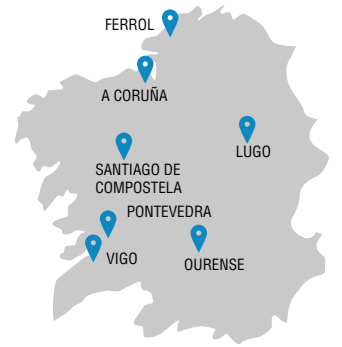 FERROL
A CORUÑA
LUGO
SANTIAGO DE
COMPOSTELA
PONTEVEDRA
VIGO
OURENSE